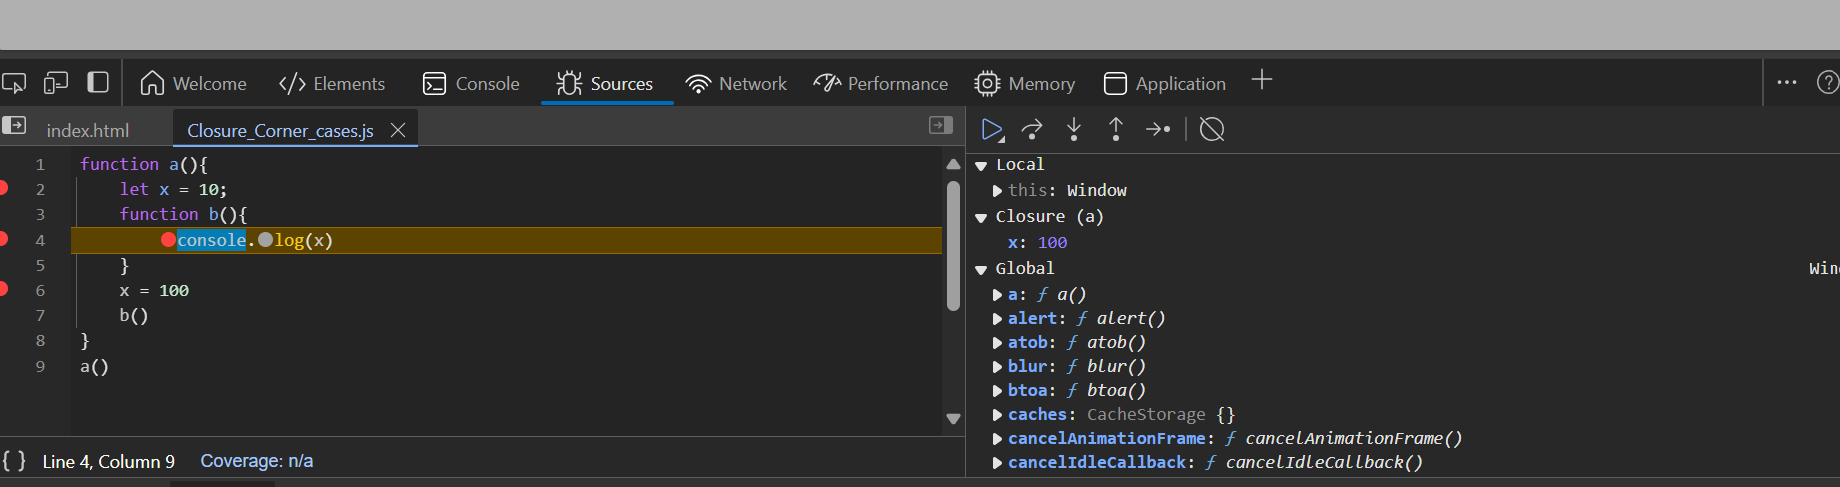 Welcome Elements Console Sources Network Performance Memory Application
index.html Closure_Corner_cases.js
1 function a(){
2 let x = 10;
3 function b(){
4 console.log(x)
5 }
6 x = 100
7 b()
8 }
9 a()
{ } Line 4, Column 9 Coverage: n/a
Local
this: Window
Closure (a)
x: 100
Global
a: ƒ a()
alert: ƒ alert()
atob: ƒ atob()
blur: ƒ blur()
btoa: ƒ btoa()
caches: CacheStorage {}
cancelAnimationFrame: ƒ cancelAnimationFrame()
cancelIdleCallback: ƒ cancelIdleCallback()